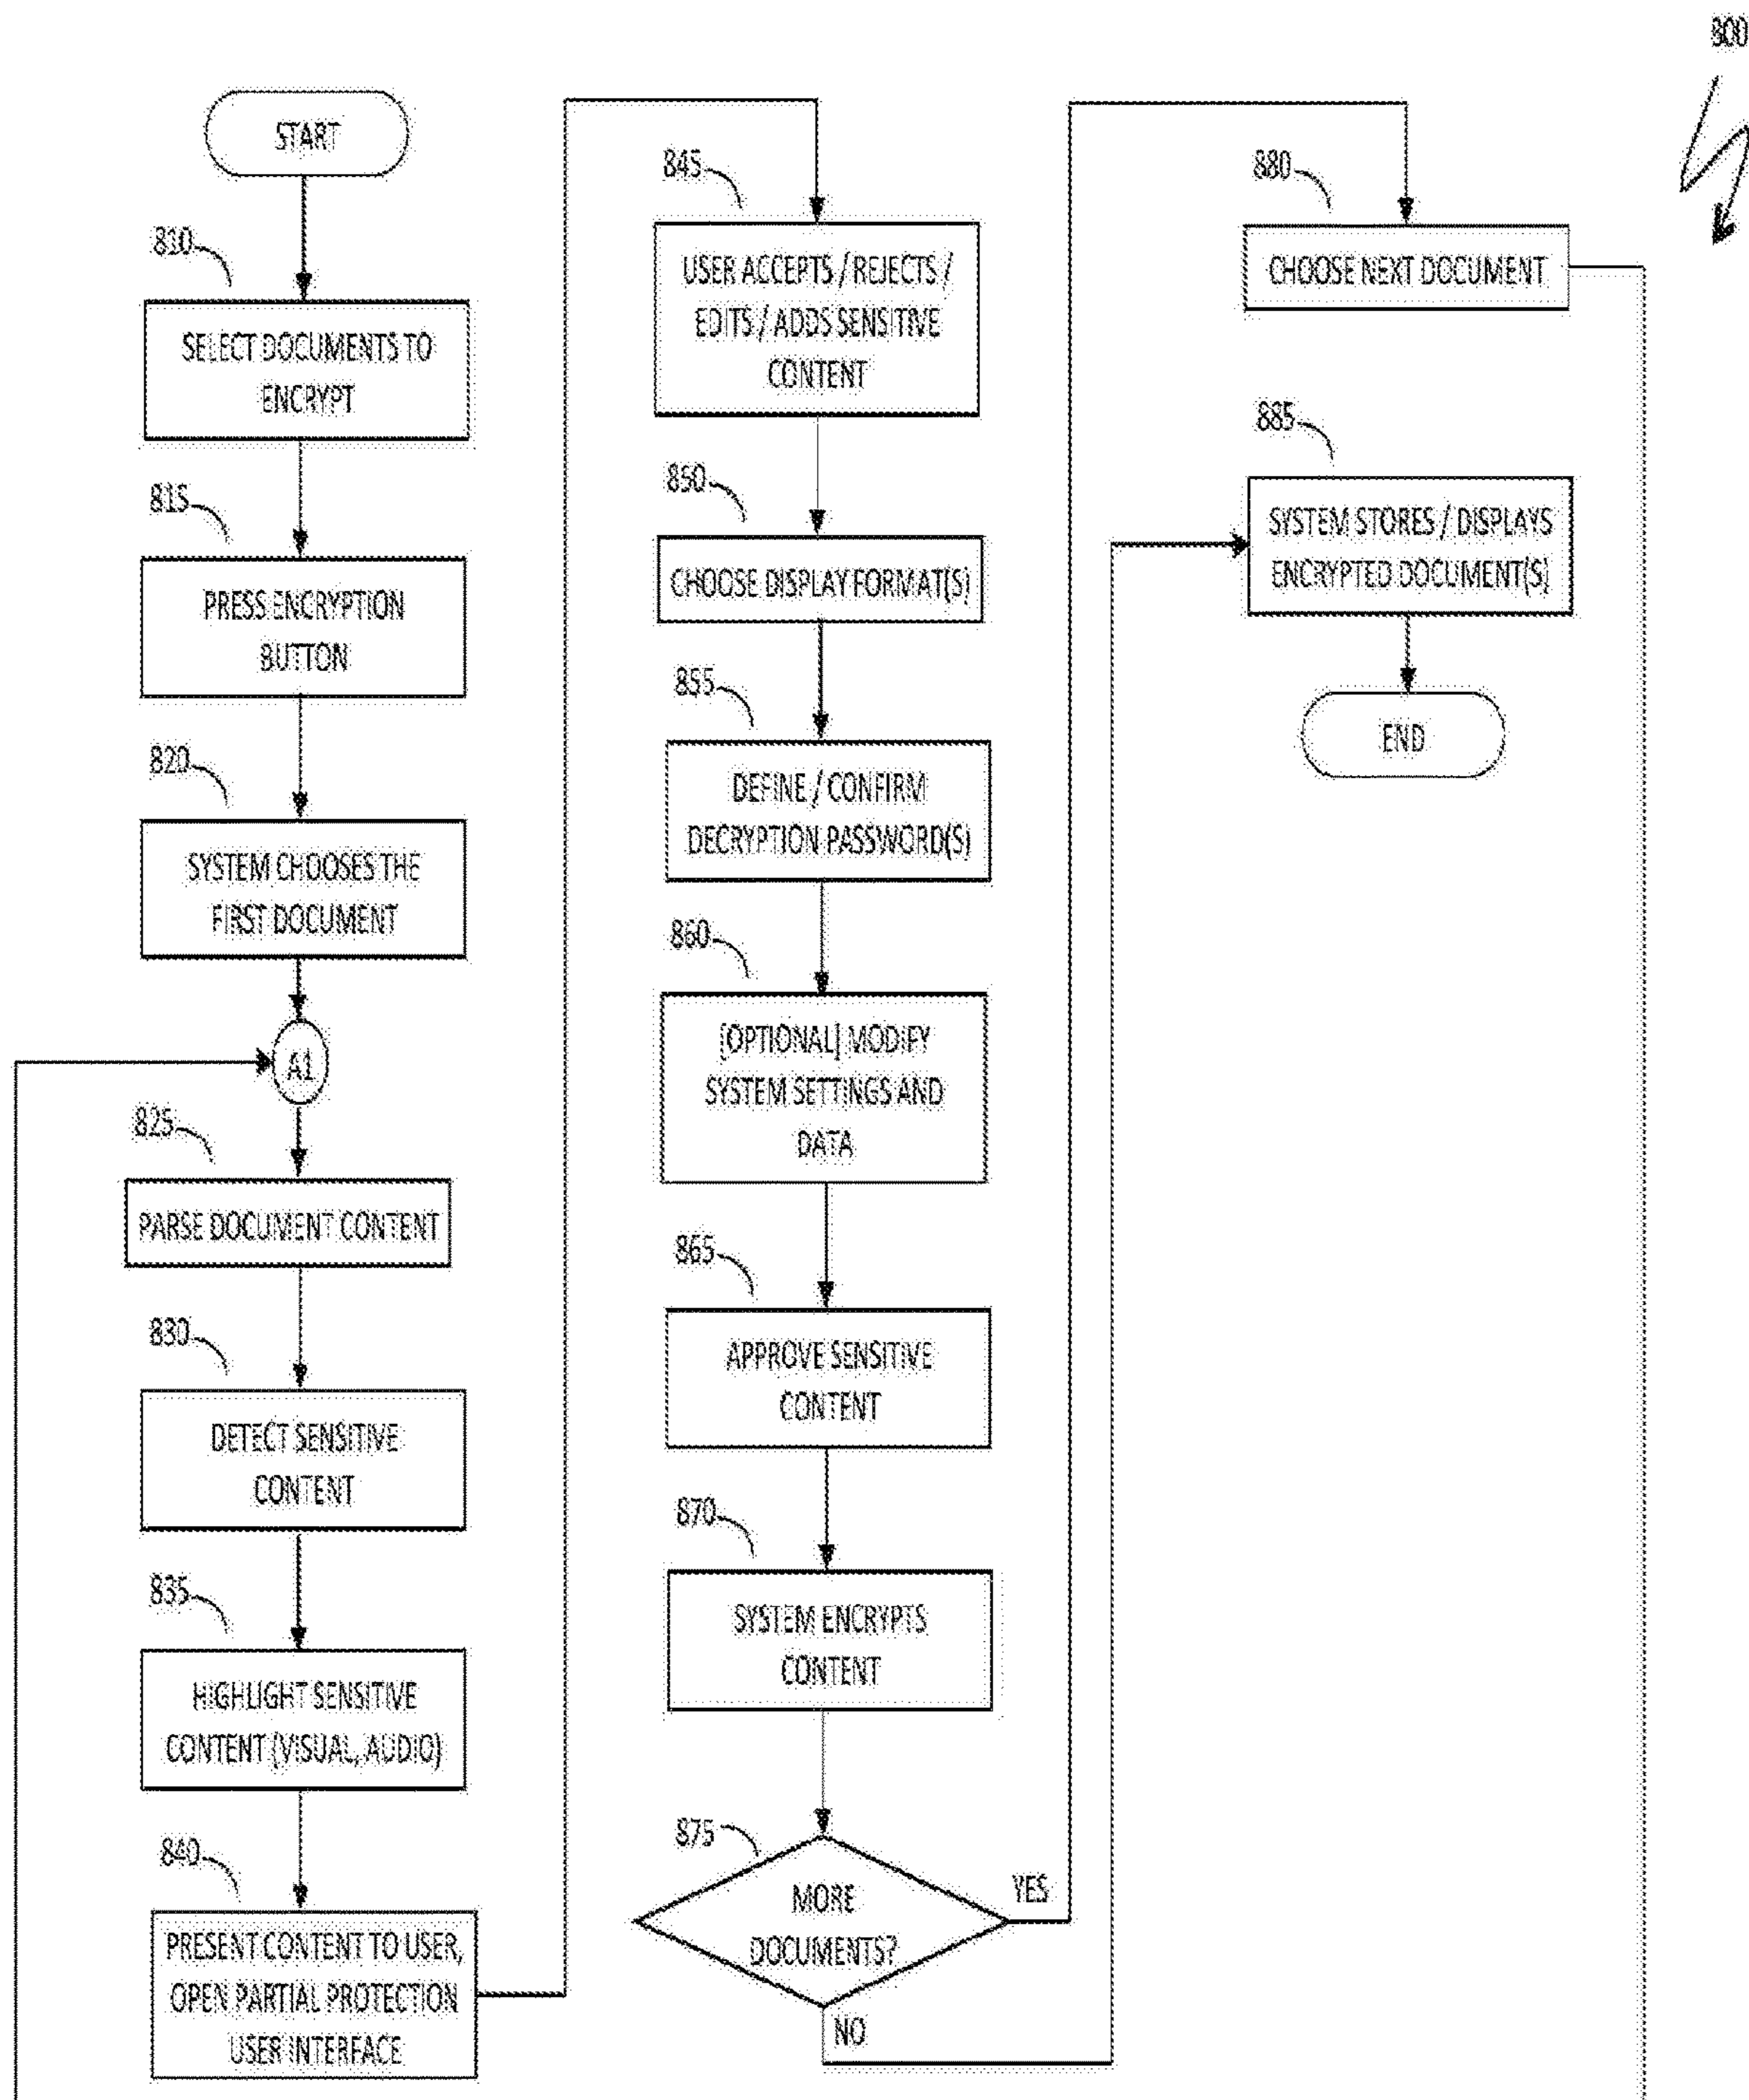 800
START
810
SELECT DOCUMENTS TO
ENCRYPT
815
PRESS ENCRYPTION
BUTTON
820
SYSTEM CHOOSES THE
FIRST DOCUMENT
A1
825
PARSE DOCUMENT CONTENT
830
DETECT SENSITIVE
CONTENT
835
HIGHLIGHT SENSITIVE
CONTENT (VISUAL, AUDIO)
840
PRESENT CONTENT TO USER,
OPEN PARTIAL PROTECTION
USER INTERFACE
845
USER ACCEPTS / REJECTS /
EDITS / ADDS SENSITIVE
CONTENT
850
CHOOSE DISPLAY FORMAT(S)
855
DEFINE / CONFIRM
DECRYPTION PASSWORD(S)
860
[OPTIONAL] MODIFY
SYSTEM SETTINGS AND
DATA
865
APPROVE SENSITIVE
CONTENT
870
SYSTEM ENCRYPTS
CONTENT
875
MORE
DOCUMENTS?
YES
NO
880
CHOOSE NEXT DOCUMENT
885
SYSTEM STORES / DISPLAYS
ENCRYPTED DOCUMENT(S)
END